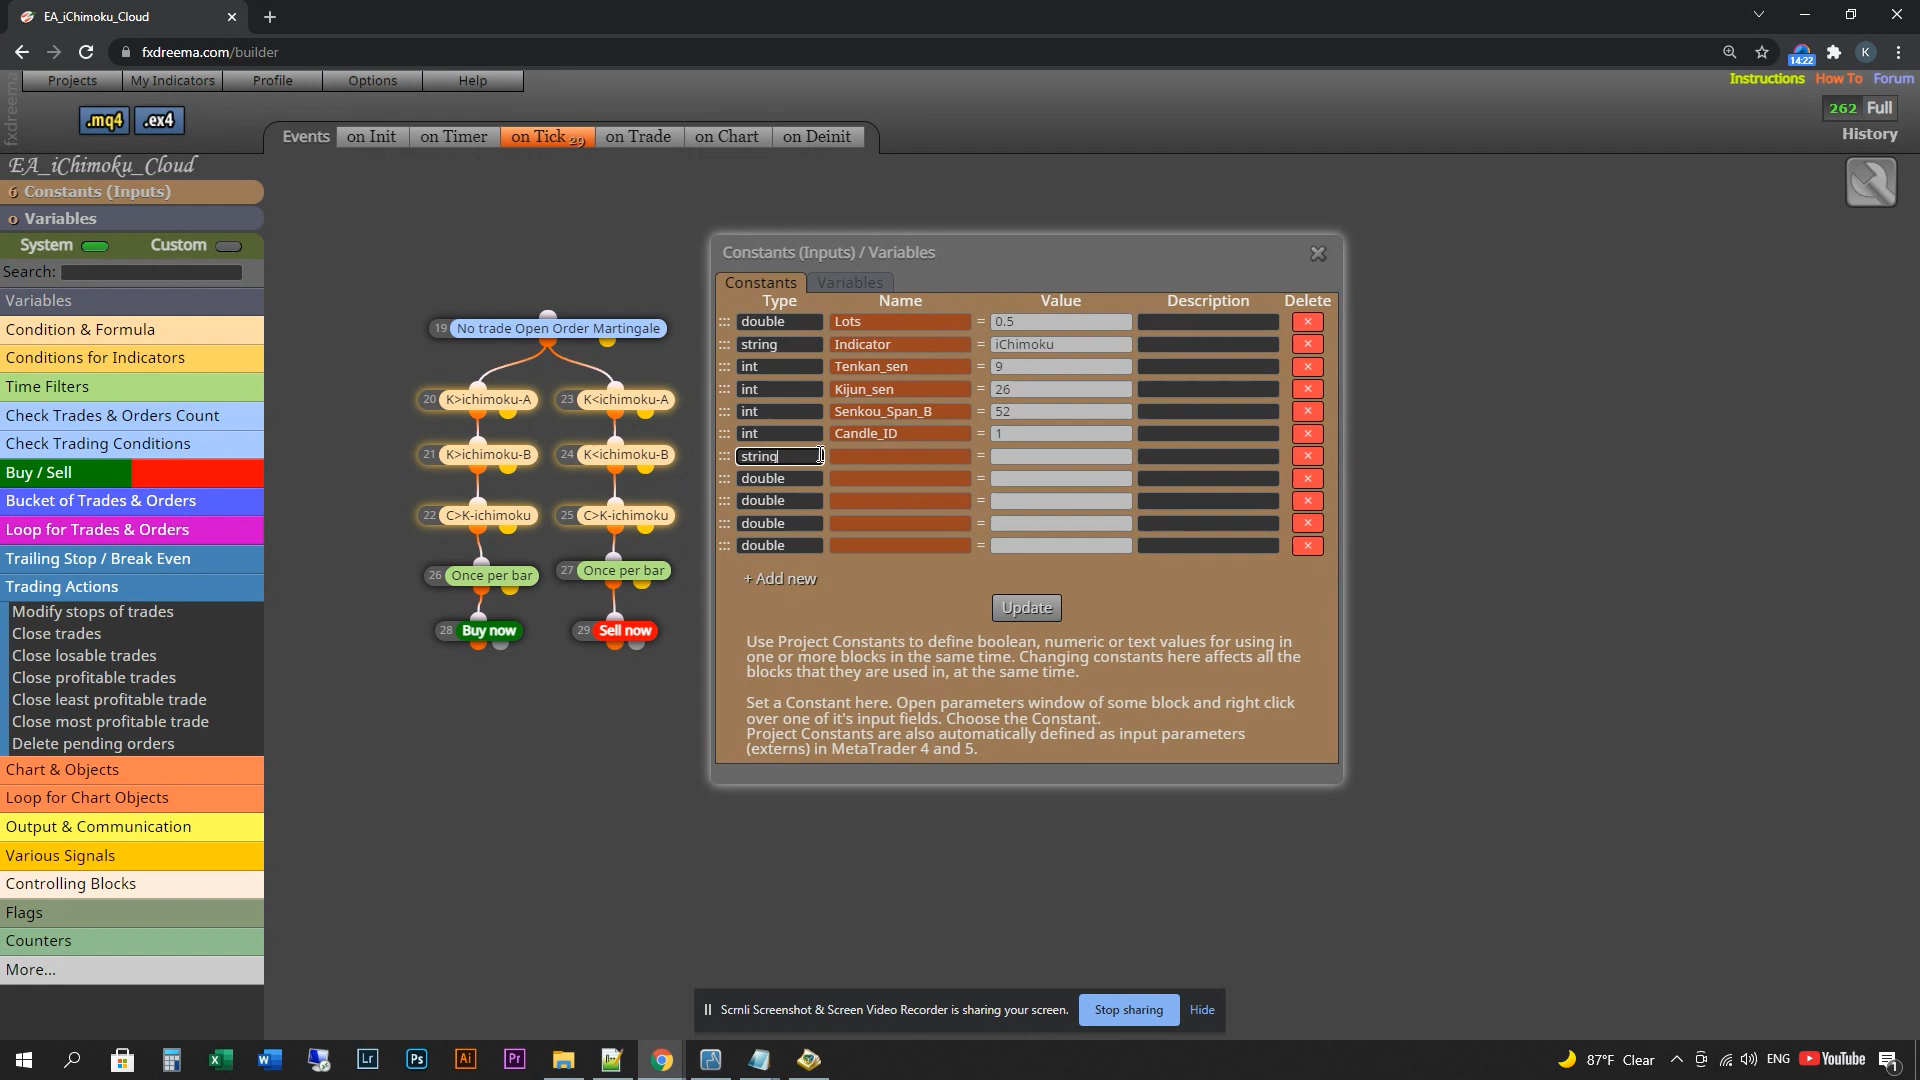 EA_iChimoku_Cloud
fxdreema.com/builder
K
14:22
Projects
My Indicators
Profile
Options
Help
Instructions
How To
Forum
fxdreema
.mq4
.ex4
262 Full
History
Events
on Init
on Timer
on Tick 29
on Trade
on Chart
on Deinit
EA_iChimoku_Cloud
6 Constants (Inputs)
0 Variables
System
Custom
Search:
Variables
Condition & Formula
Conditions for Indicators
Time Filters
Check Trades & Orders Count
Check Trading Conditions
Buy / Sell
Bucket of Trades & Orders
Loop for Trades & Orders
Trailing Stop / Break Even
Trading Actions
Modify stops of trades
Close trades
Close losable trades
Close profitable trades
Close least profitable trade
Close most profitable trade
Delete pending orders
Chart & Objects
Loop for Chart Objects
Output & Communication
Various Signals
Controlling Blocks
Flags
Counters
More...
19 No trade Open Order Martingale
20 K>ichimoku-A
23 K<ichimoku-A
21 K>ichimoku-B
24 K<ichimoku-B
22 C>K-ichimoku
25 C>K-ichimoku
26 Once per bar
27 Once per bar
28 Buy now
29 Sell now
Constants (Inputs) / Variables
Constants
Variables
Type Name Value Description Delete
double Lots = 0.5
string Indicator = iChimoku
int Tenkan_sen = 9
int Kijun_sen = 26
int Senkou_Span_B = 52
int Candle_ID = 1
string =
double =
double =
double =
double =
+ Add new
Update
Use Project Constants to define boolean, numeric or text values for using in
one or more blocks in the same time. Changing constants here affects all the
blocks that they are used in, at the same time.
Set a Constant here. Open parameters window of some block and right click
over one of it's input fields. Choose the Constant.
Project Constants are also automatically defined as input parameters
(externs) in MetaTrader 4 and 5.
Scrnli Screenshot & Screen Video Recorder is sharing your screen.
Stop sharing
Hide
Lr
Ps
Ai
Pr
87°F Clear
ENG
YouTube
1